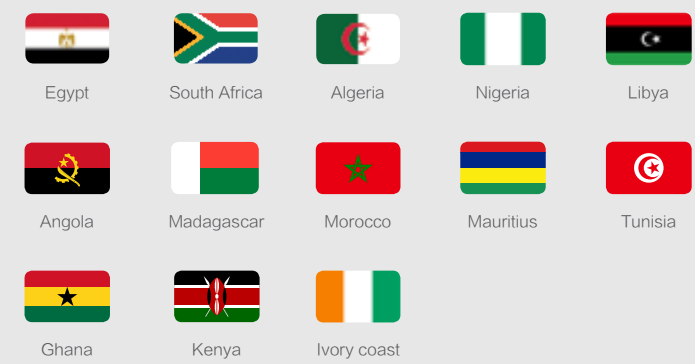 Egypt
South Africa
Algeria
Nigeria
Libya
Angola
Madagascar
Morocco
Mauritius
Tunisia
Ghana
Kenya
Ivory coast